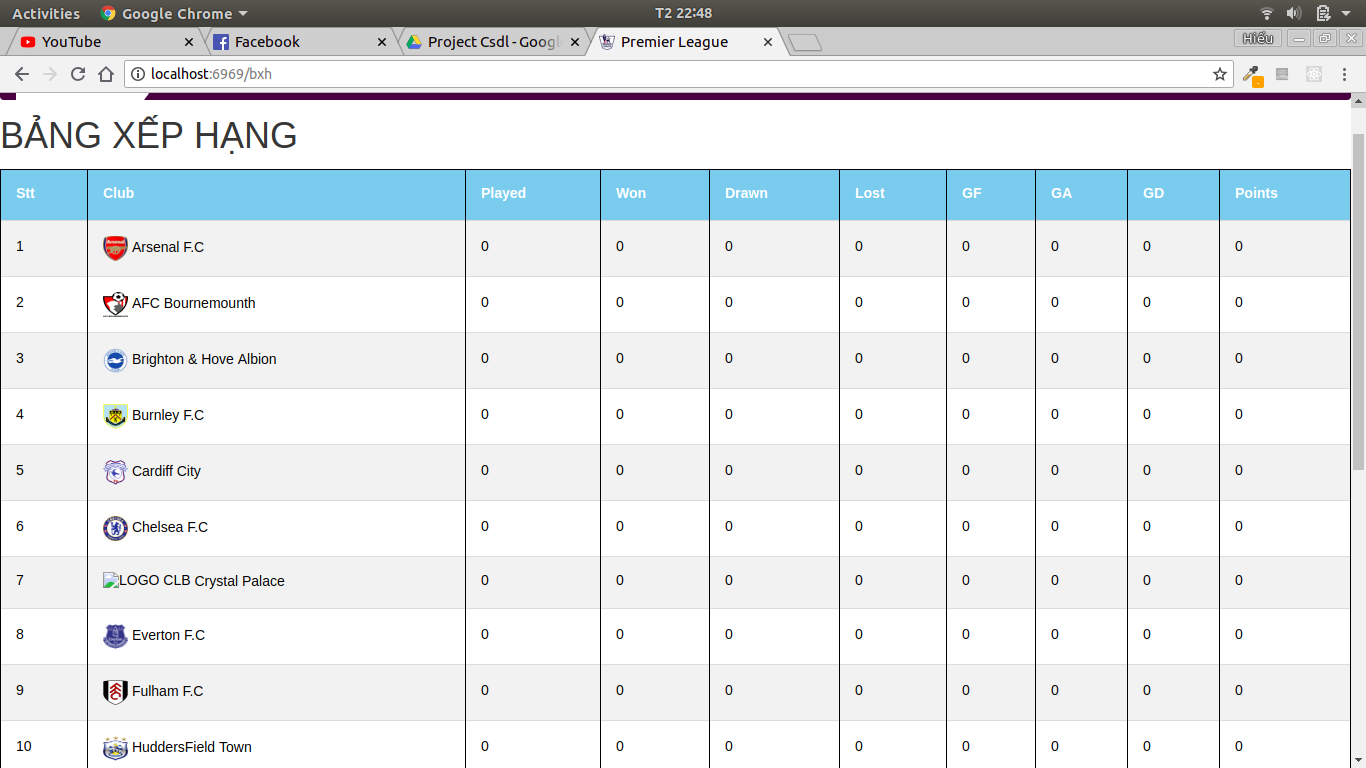 Activities Google Chrome T2 22:48
YouTube Facebook Project Csdl - Googl Premier League Hiếu
localhost:6969/bxh
BẢNG XẾP HẠNG
Stt Club Played Won Drawn Lost GF GA GD Points
1 Arsenal F.C 0 0 0 0 0 0 0 0
2 AFC Bournemounth 0 0 0 0 0 0 0 0
3 Brighton & Hove Albion 0 0 0 0 0 0 0 0
4 Burnley F.C 0 0 0 0 0 0 0 0
5 Cardiff City 0 0 0 0 0 0 0 0
6 Chelsea F.C 0 0 0 0 0 0 0 0
7 LOGO CLB Crystal Palace 0 0 0 0 0 0 0 0
8 Everton F.C 0 0 0 0 0 0 0 0
9 Fulham F.C 0 0 0 0 0 0 0 0
10 HuddersField Town 0 0 0 0 0 0 0 0